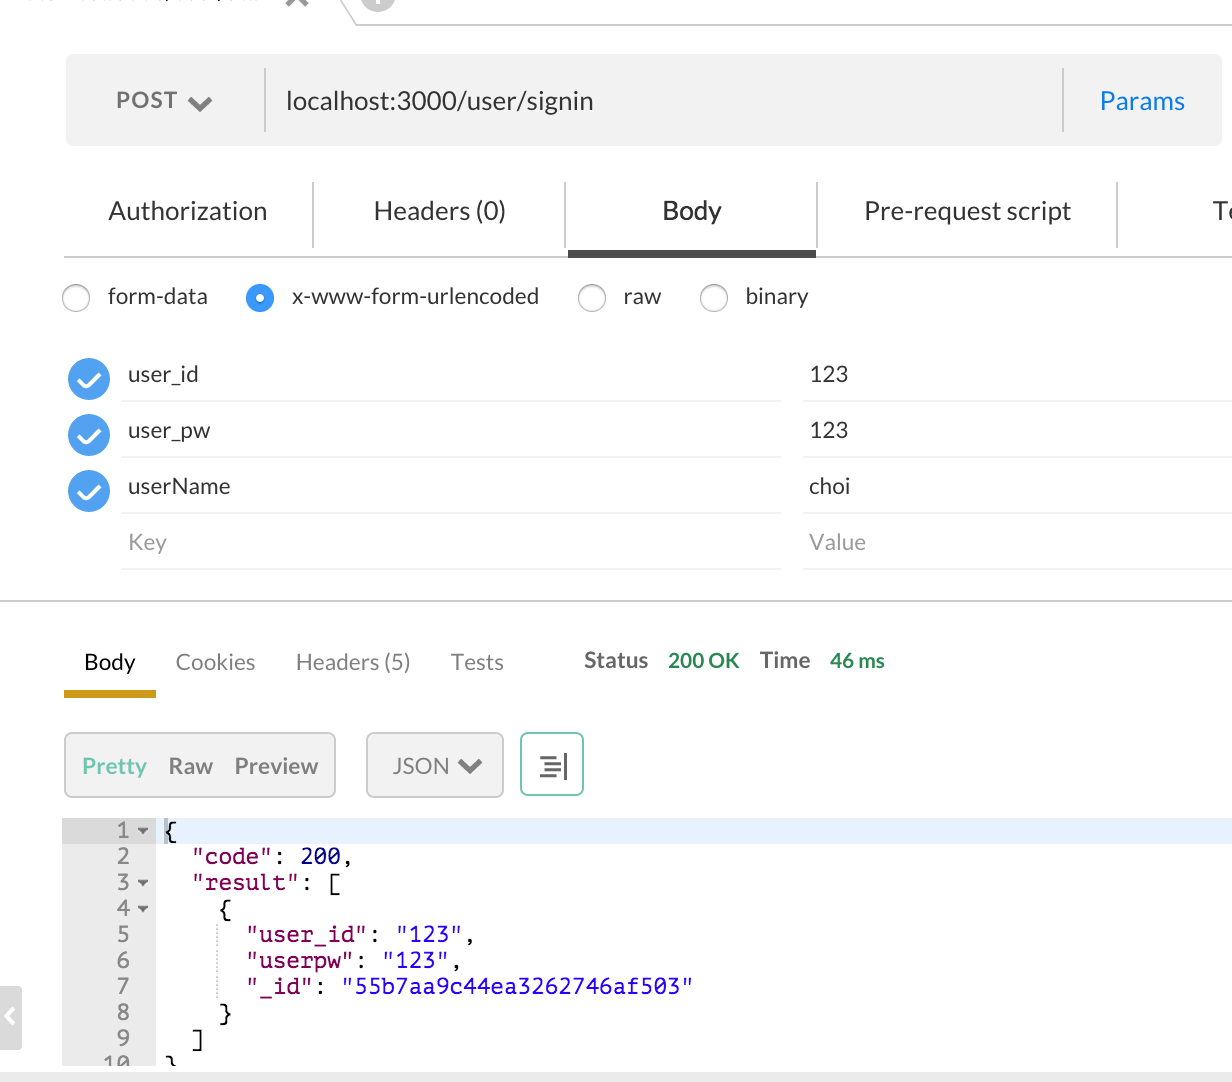 POST localhost:3000/user/signin Params
Authorization Headers (0) Body Pre-request script
form-data x-www-form-urlencoded raw binary
user_id 123
user_pw 123
userName choi
Key Value
Body Cookies Headers (5) Tests Status 200 OK Time 46 ms
Pretty Raw Preview JSON
1 {
2 "code": 200,
3 "result": [
4 {
5 "user_id": "123",
6 "userpw": "123",
7 "_id": "55b7aa9c44ea3262746af503"
8 }
9 ]
10 }